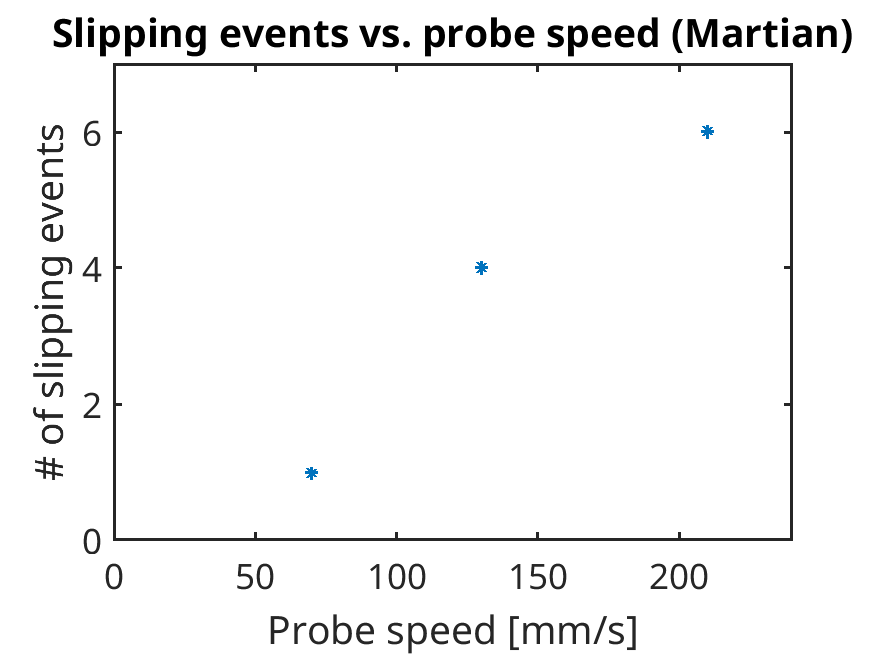 Slipping events vs. probe speed (Martian)
# of slipping events
6
4
2
0
0 50 100 150 200
Probe speed [mm/s]